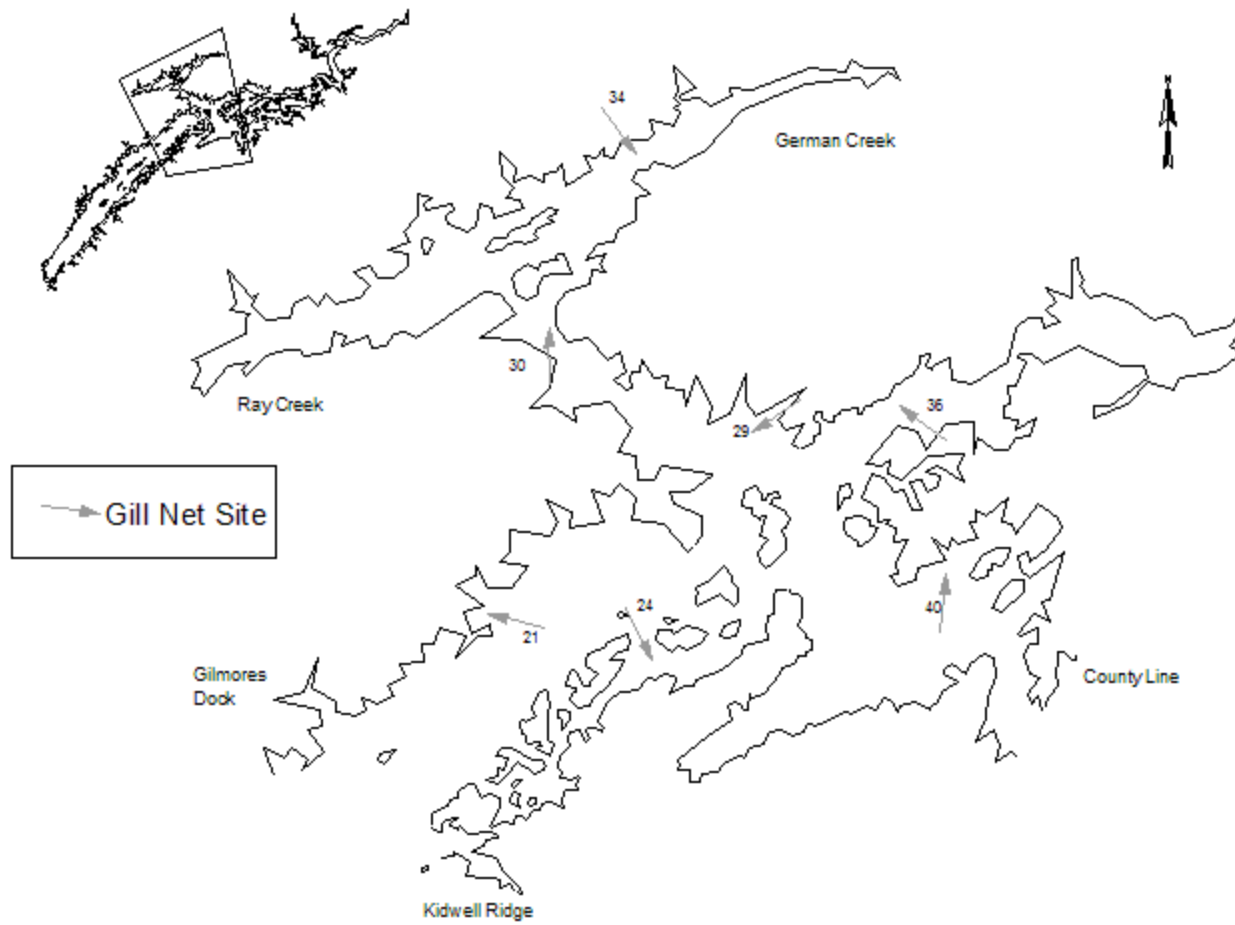 34
German Creek
30
Ray Creek
36
29
Gill Net Site
24
40
21
Gilmores
Dock
County Line
Kidwell Ridge